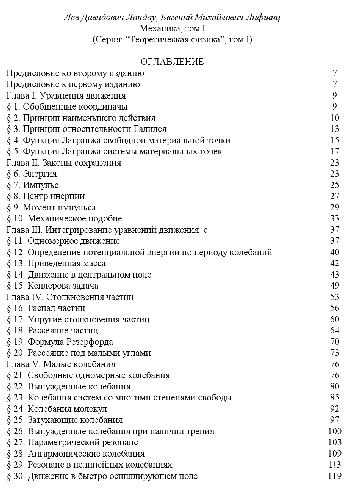 Лев Давидович Ландау, Евгений Михайлович Лифшиц
Механика, том I
(Серия: "Теоретическая физика", том I)
ОГЛАВЛЕНИЕ
Предисловие ко второму изданию 7
Предисловие к первому изданию 7
Глава I. Уравнения движения 9
§ 1. Обобщенные координаты 9
§ 2. Принцип наименьшего действия 10
§ 3. Принцип относительности Галилея 13
§ 4. Функция Лагранжа свободной материальной точки 15
§ 5. Функция Лагранжа системы материальных точек 17
Глава II. Законы сохранения 23
§ 6. Энергия 23
§ 7. Импульс 25
§ 8. Центр инерции 27
§ 9. Момент импульса 29
§ 10. Механическое подобие 33
Глава III. Интегрирование уравнений движения с 37
§ 11. Одномерное движение 37
§ 12. Определение потенциальной энергии по периоду колебаний 40
§ 13. Приведенная масса 42
§ 14. Движение в центральном поле 43
§ 15. Кеплерова задача 49
Глава IV. Столкновения частиц 53
§ 16. Распад частиц 56
§ 17. Упругие столкновения частиц 60
§ 18. Рассеяние частиц 64
§ 19. Формула Резерфорда 70
§ 20. Рассеяние под малыми углами 73
Глава V. Малые колебания 76
§ 21. Свободные одномерные колебания 76
§ 22. Вынужденные колебания 80
§ 23. Колебания систем со многими степенями свободы 85
§ 24. Колебания молекул 92
§ 25. Затухающие колебания 97
§ 26. Вынужденные колебания при наличии трения 100
§ 27. Параметрический резонанс 103
§ 28. Ангармонические колебания 109
§ 29. Резонанс в нелинейных колебаниях 113
§ 30. Движение в быстро осциллирующем поле 119